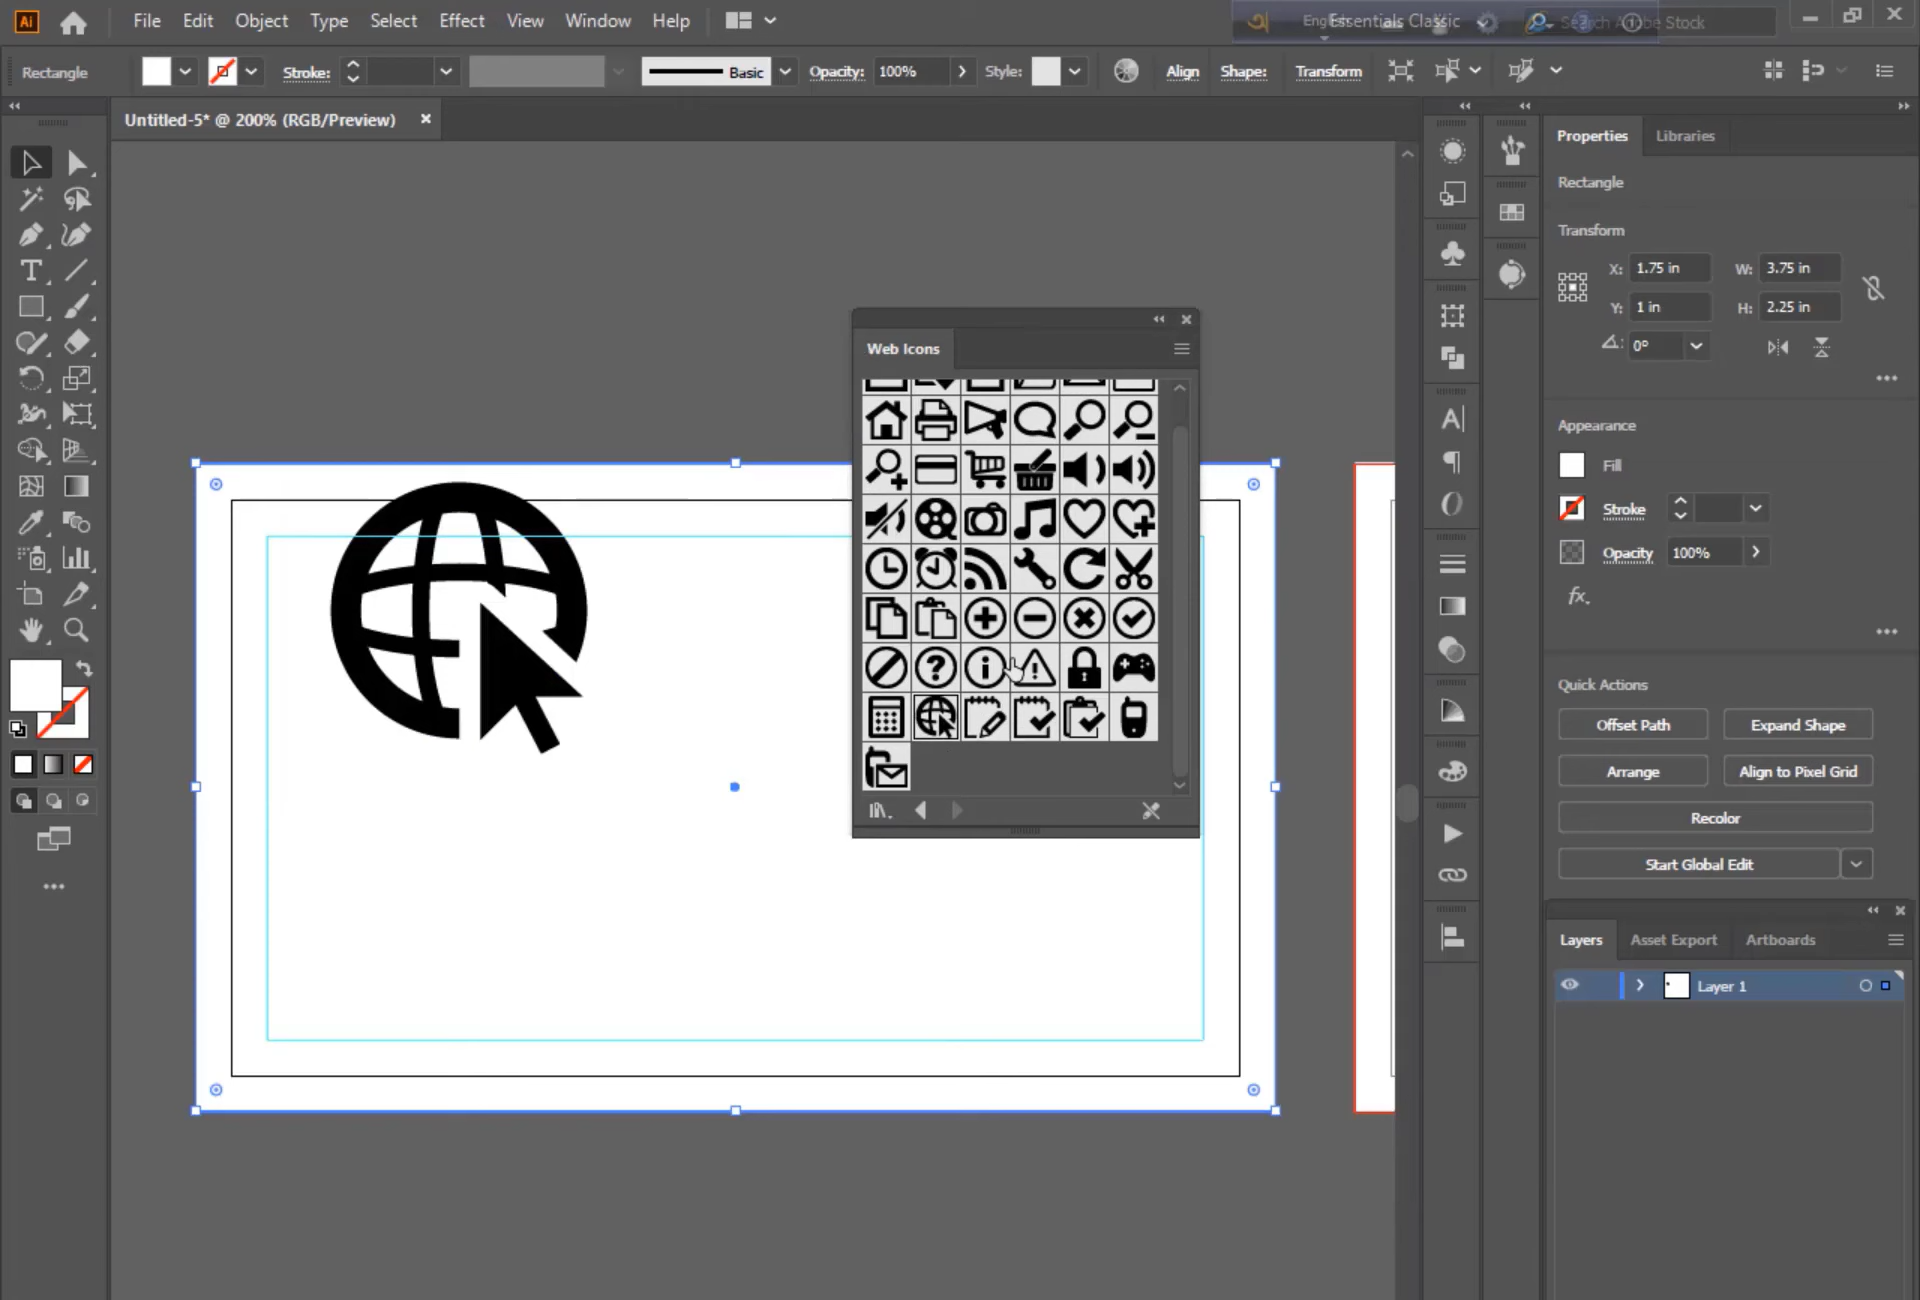 Ai File Edit Object Type Select Effect View Window Help Essentials Classic Search Adobe Stock
Rectangle Stroke: Basic Opacity: 100% Style: Align Shape: Transform
Untitled-5* @ 200% (RGB/Preview)
Properties Libraries
Rectangle
Transform
X: 1.75 in W: 3.75 in
Y: 1 in H: 2.25 in
0°
Web Icons
Appearance
Fill
Stroke
Opacity 100%
fx.
Quick Actions
Offset Path Expand Shape
Arrange Align to Pixel Grid
Recolor
Start Global Edit
Layers Asset Export Artboards
Layer 1